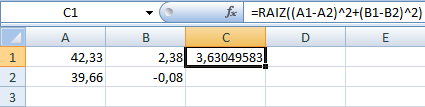 C1 fx =RAIZ((A1-A2)^2+(B1-B2)^2)
A B C D E
1 42,33 2,38 3,63049583
2 39,66 -0,08
3